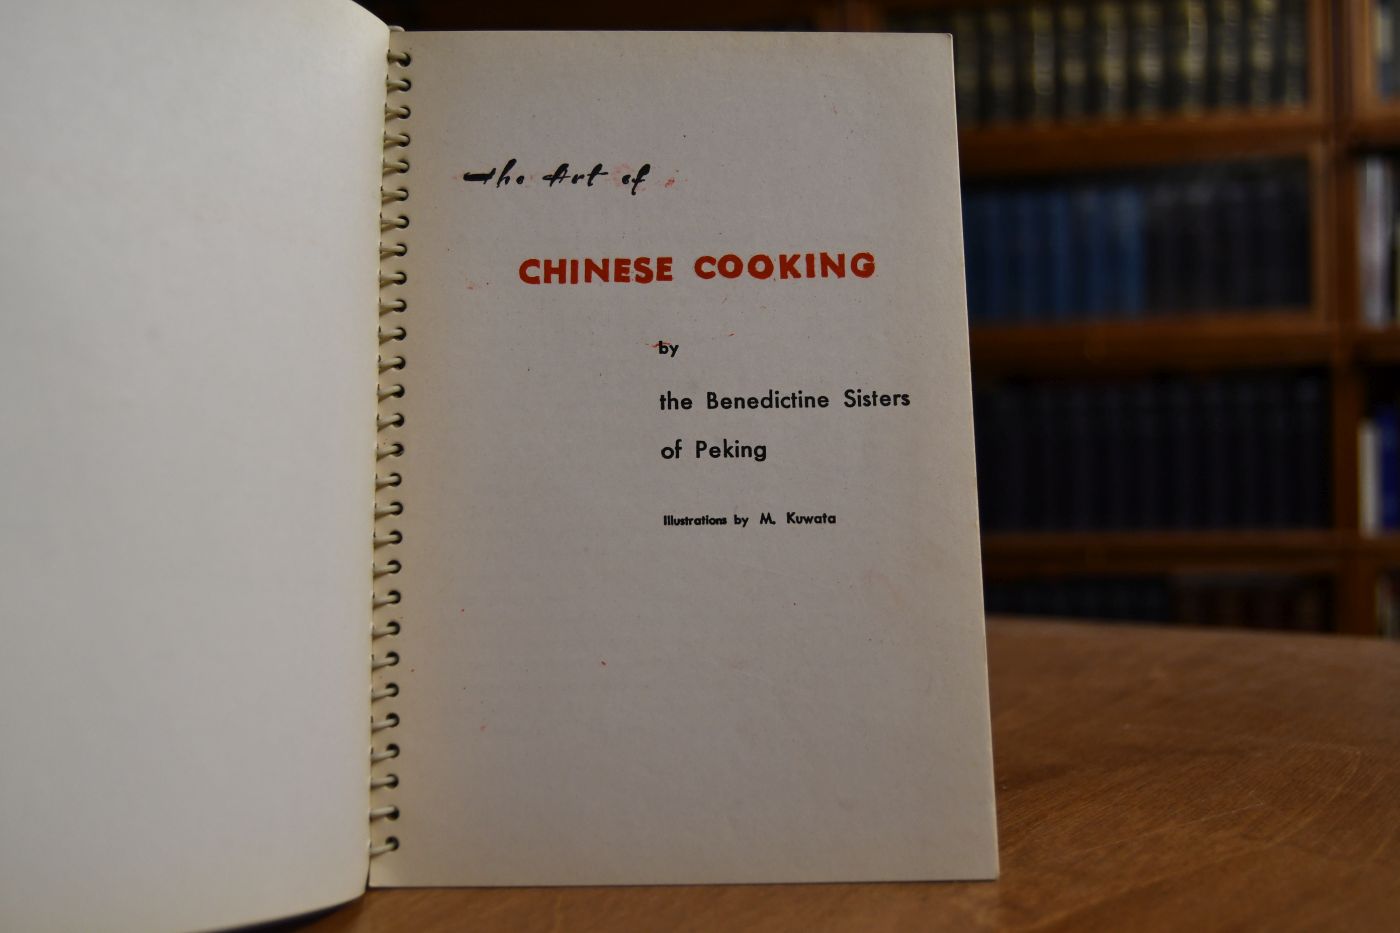 The Art of
CHINESE COOKING
by
the Benedictine Sisters
of Peking
Illustrations by M. Kuwata